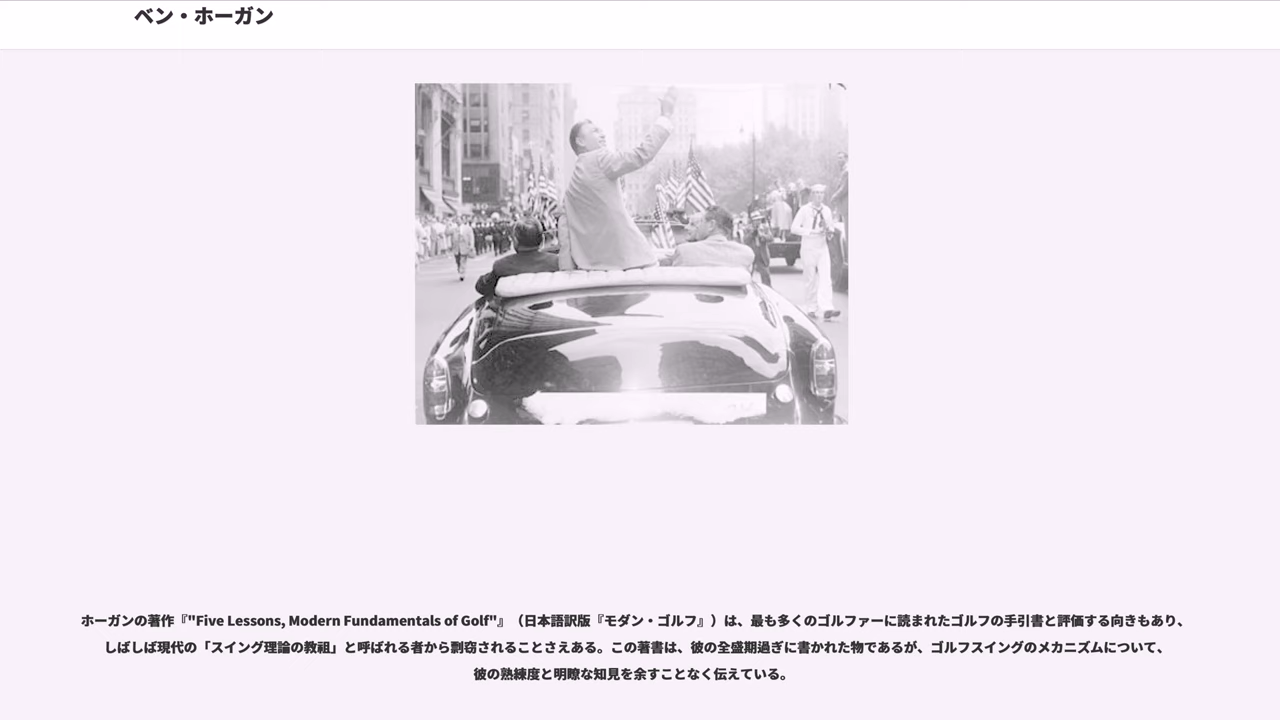 ベン・ホーガン
ホーガンの著作『"Five Lessons, Modern Fundamentals of Golf"』（日本語訳版『モダン・ゴルフ』）は、最も多くのゴルファーに読まれたゴルフの手引書と評価する向きもあり、
しばしば現代の「スイング理論の教祖」と呼ばれる者から剽窃されることさえある。この著書は、彼の全盛期過ぎに書かれた物であるが、ゴルフスイングのメカニズムについて、
彼の熟練度と明瞭な知見を余すことなく伝えている。